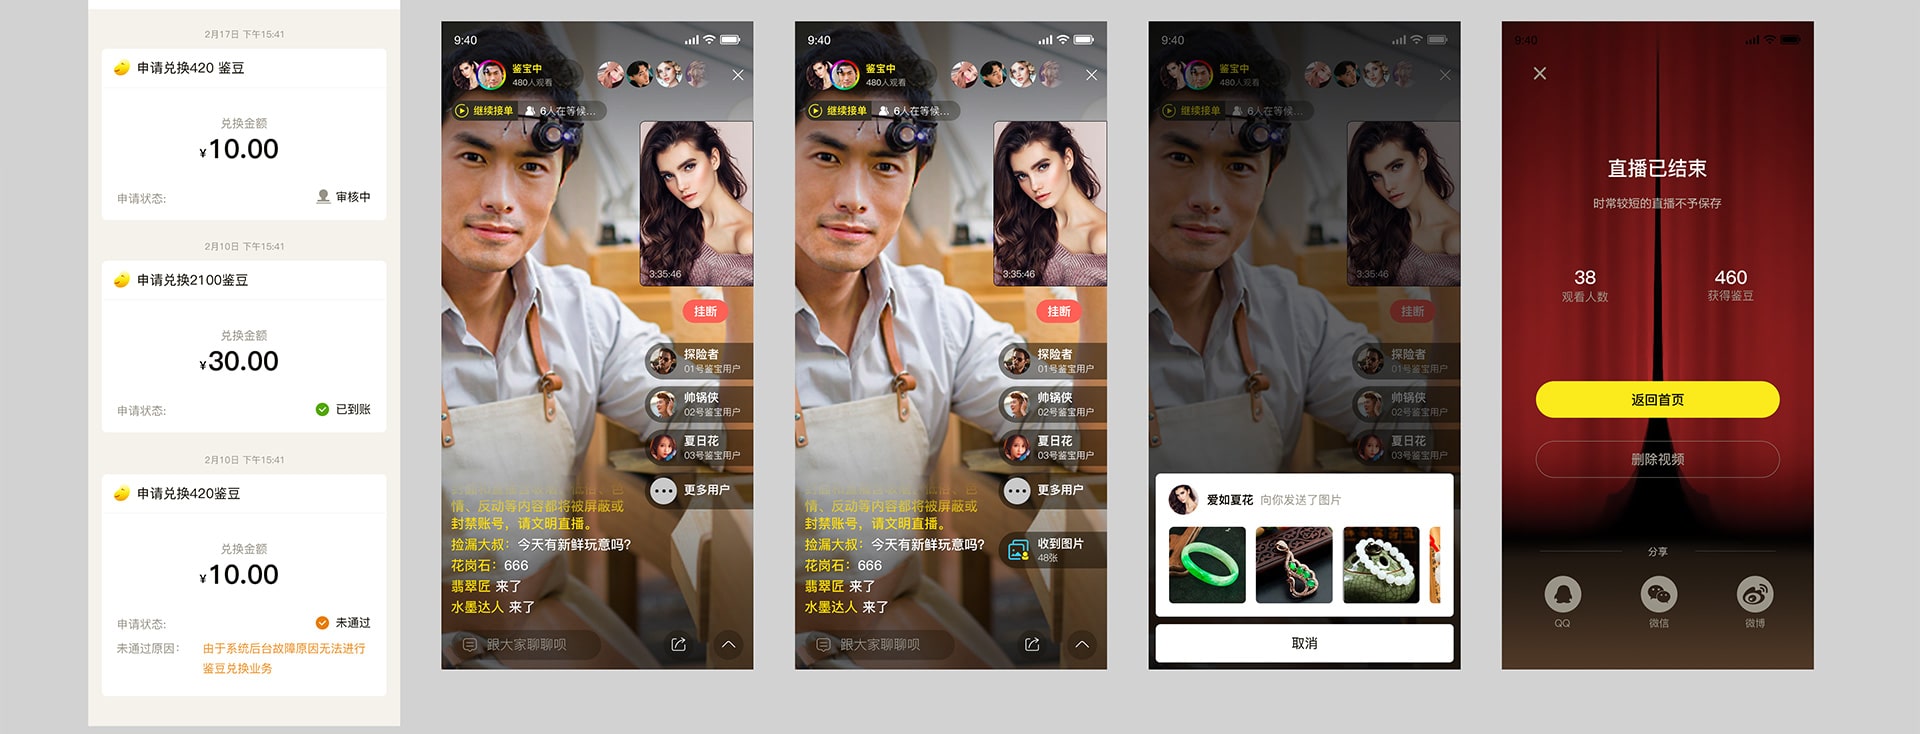 2月17日 下午15:41
申请兑换420 鉴豆
兑换金额
¥10.00
申请状态:
审核中
2月10日 下午15:41
申请兑换2100鉴豆
兑换金额
¥30.00
申请状态:
已到账
2月10日 下午15:41
申请兑换420鉴豆
兑换金额
¥10.00
申请状态:
未通过
未通过原因:
由于系统后台故障原因无法进行
鉴豆兑换业务
9:40
鉴宝中
480人观看
继续接单
6人在等候...
3:35:46
挂断
探险者
01号鉴宝用户
帅锅侠
02号鉴宝用户
夏日花
03号鉴宝用户
更多用户
情、反动等内容都将被屏蔽或
封禁账号，请文明直播。
捡漏大叔：今天有新鲜玩意吗?
花岗石：666
翡翠匠 来了
水墨达人 来了
跟大家聊聊呗
9:40
鉴宝中
480人观看
继续接单
6人在等候...
3:35:46
挂断
探险者
01号鉴宝用户
帅锅侠
02号鉴宝用户
夏日花
03号鉴宝用户
更多用户
情、反动等内容都将被屏蔽或
封禁账号，请文明直播。
捡漏大叔：今天有新鲜玩意吗?
收到图片
48张
花岗石：666
翡翠匠 来了
水墨达人 来了
跟大家聊聊呗
9:40
鉴宝中
480人观看
继续接单
6人在等候...
3:35:46
挂断
探险者
01号鉴宝用户
帅锅侠
02号鉴宝用户
夏日花
03号鉴宝用户
爱如夏花 向你发送了图片
取消
9:40
直播已结束
时常较短的直播不予保存
38
观看人数
460
获得鉴豆
返回首页
删除视频
分享
QQ
微信
微博